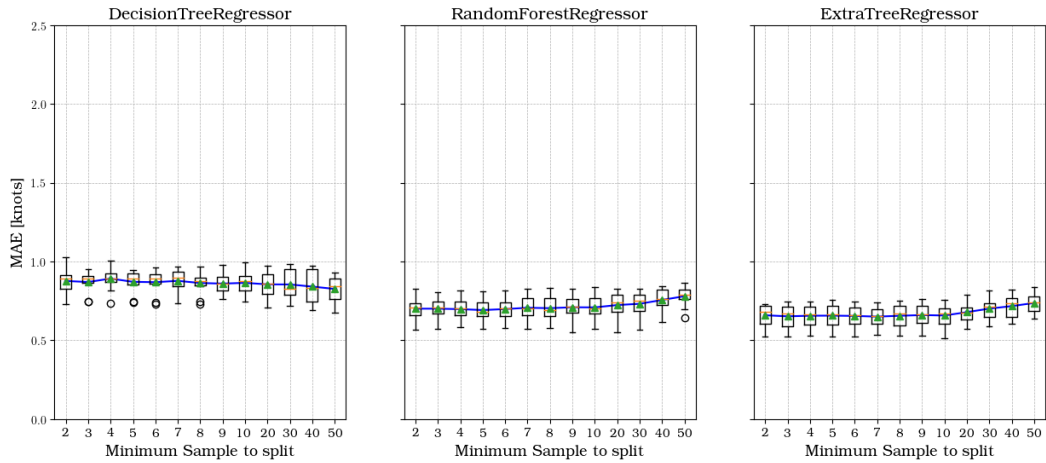 DecisionTreeRegressor
RandomForestRegressor
ExtraTreeRegressor
MAE [knots]
2.5
2.0
1.5
1.0
0.5
0.0
2 3 4 5 6 7 8 9 10 20 30 40 50
2 3 4 5 6 7 8 9 10 20 30 40 50
2 3 4 5 6 7 8 9 10 20 30 40 50
Minimum Sample to split
Minimum Sample to split
Minimum Sample to split